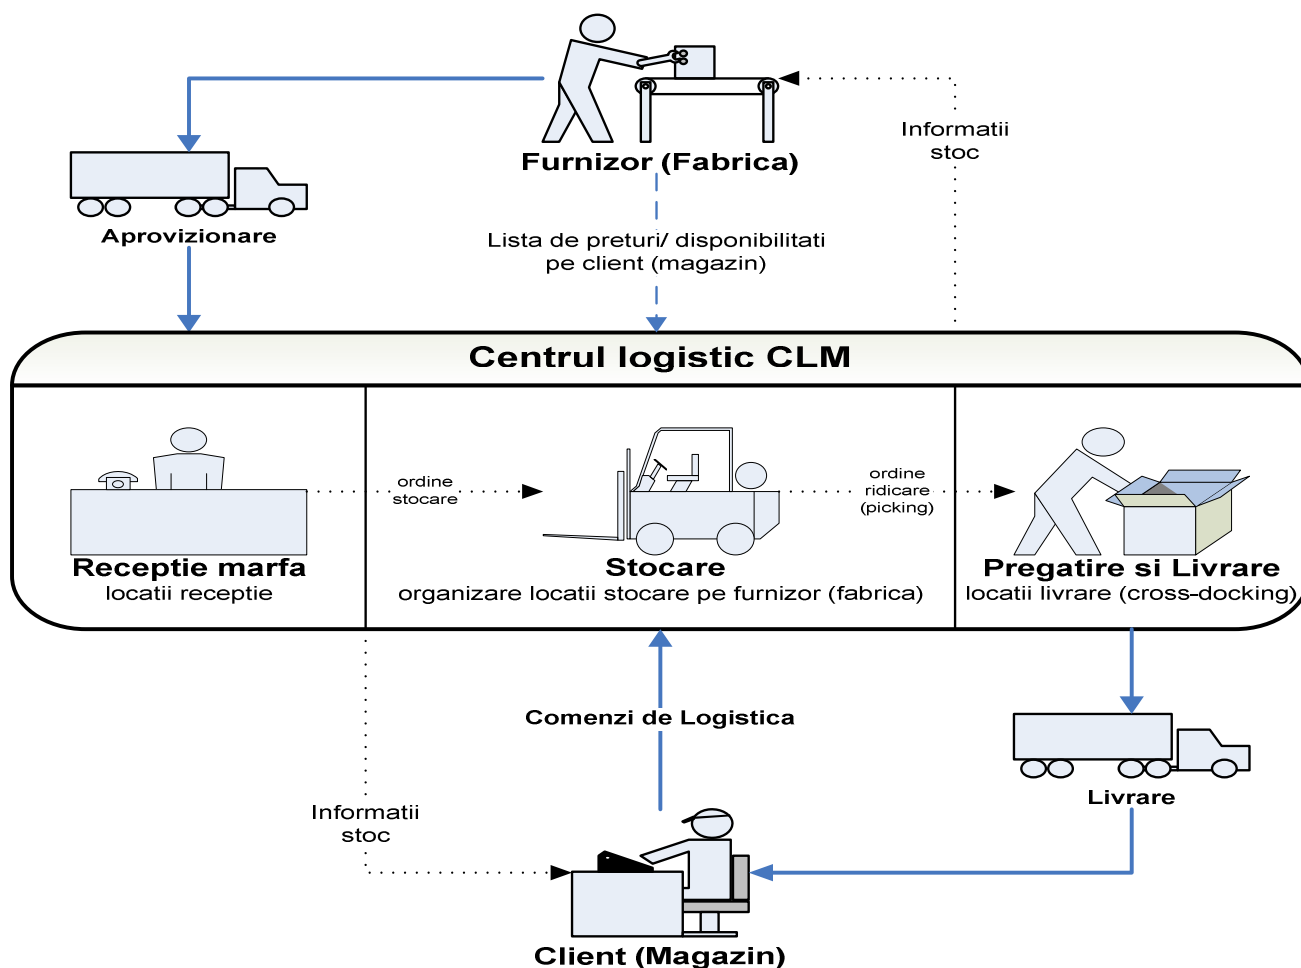 Furnizor (Fabrica)
Informatii
stoc
Aprovizionare
Lista de preturi/ disponibilitati
pe client (magazin)
Centrul logistic CLM
ordine
stocare
ordine
ridicare
(picking)
Receptie marfa
locatii receptie
Stocare
organizare locatii stocare pe furnizor (fabrica)
Pregatire si Livrare
locatii livrare (cross-docking)
Comenzi de Logistica
Livrare
Informatii
stoc
Client (Magazin)